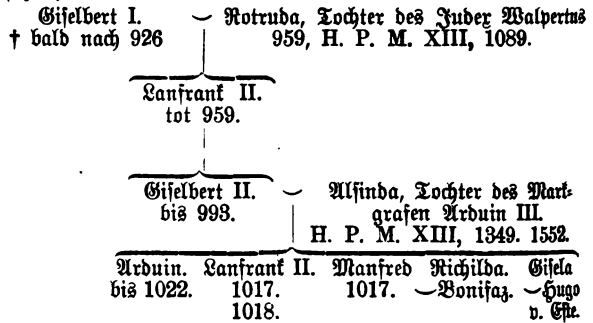 Giselbert I. ⌣ Rotruda, Tochter des Judex Walpertus
† bald nach 926 959, H. P. M. XIII, 1089.
Lanfrank II.
tot 959.
Giselbert II. ⌣ Alsinda, Tochter des Mark-
bis 993. grafen Arduin III.
H. P. M. XIII, 1349. 1552.
Arduin. Lanfrank II. Manfred Richilda. Gisela
bis 1022. 1017. 1017. ⌣Bonifaz. ⌣Hugo
1018. v. Este.